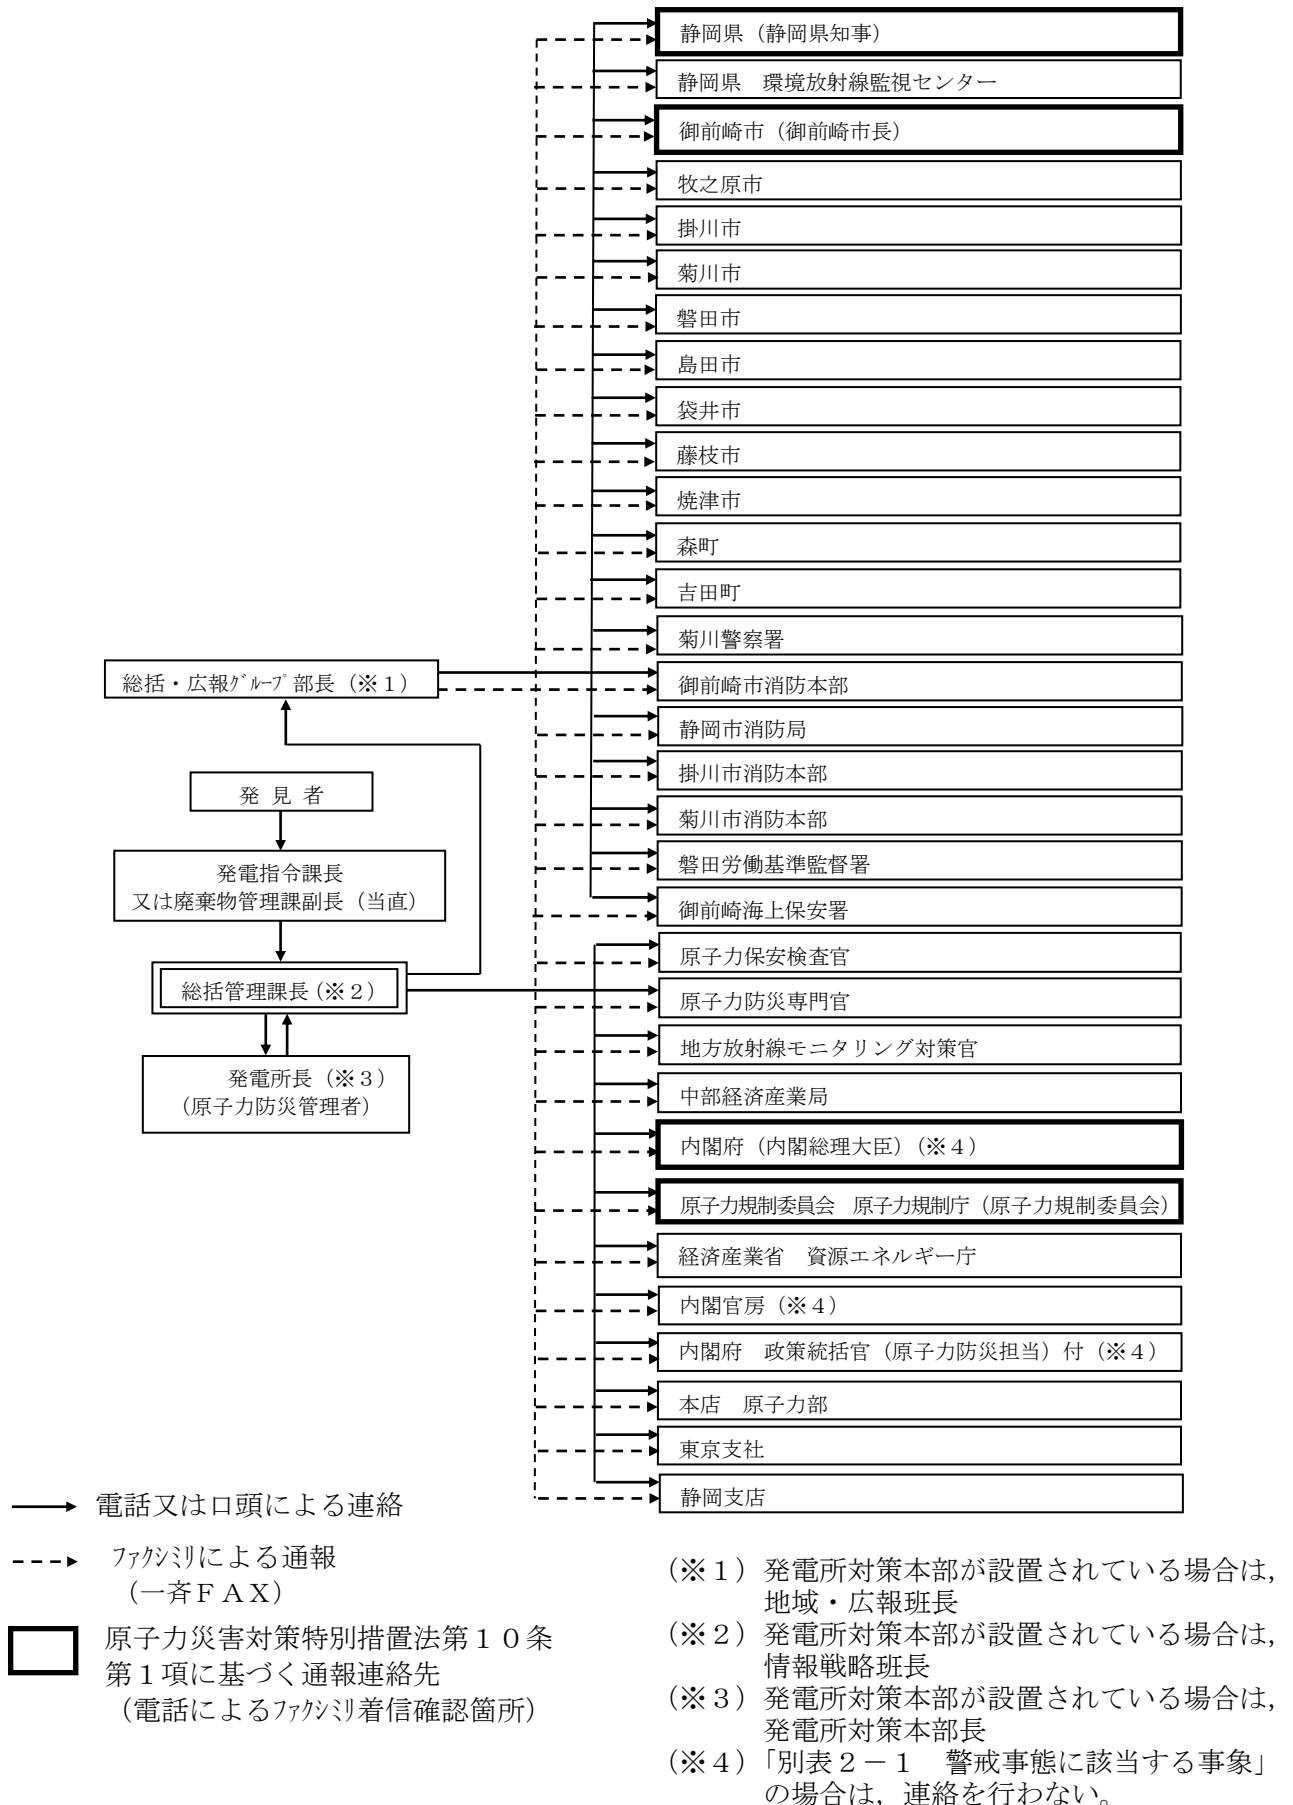 静岡県（静岡県知事）
静岡県　環境放射線監視センター
御前崎市（御前崎市長）
牧之原市
掛川市
菊川市
磐田市
島田市
袋井市
藤枝市
焼津市
森町
吉田町
菊川警察署
御前崎市消防本部
静岡市消防局
掛川市消防本部
菊川市消防本部
磐田労働基準監督署
御前崎海上保安署
原子力保安検査官
原子力防災専門官
地方放射線モニタリング対策官
中部経済産業局
内閣府（内閣総理大臣）（※４）
原子力規制委員会　原子力規制庁（原子力規制委員会）
経済産業省　資源エネルギー庁
内閣官房（※４）
内閣府　政策統括官（原子力防災担当）付（※４）
本店　原子力部
東京支社
静岡支店
総括・広報ｸﾞﾙｰﾌﾟ部長（※１）
発 見 者
発電指令課長
又は廃棄物管理課副長（当直）
総括管理課長（※２）
発電所長（※３）
（原子力防災管理者）
電話又は口頭による連絡
ﾌｧｸｼﾐﾘによる通報
（一斉ＦＡＸ）
原子力災害対策特別措置法第１０条
第１項に基づく通報連絡先
（電話によるﾌｧｸｼﾐﾘ着信確認箇所）
（※１）発電所対策本部が設置されている場合は，
地域・広報班長
（※２）発電所対策本部が設置されている場合は，
情報戦略班長
（※３）発電所対策本部が設置されている場合は，
発電所対策本部長
（※４）「別表２－１　警戒事態に該当する事象」
の場合は，連絡を行わない。